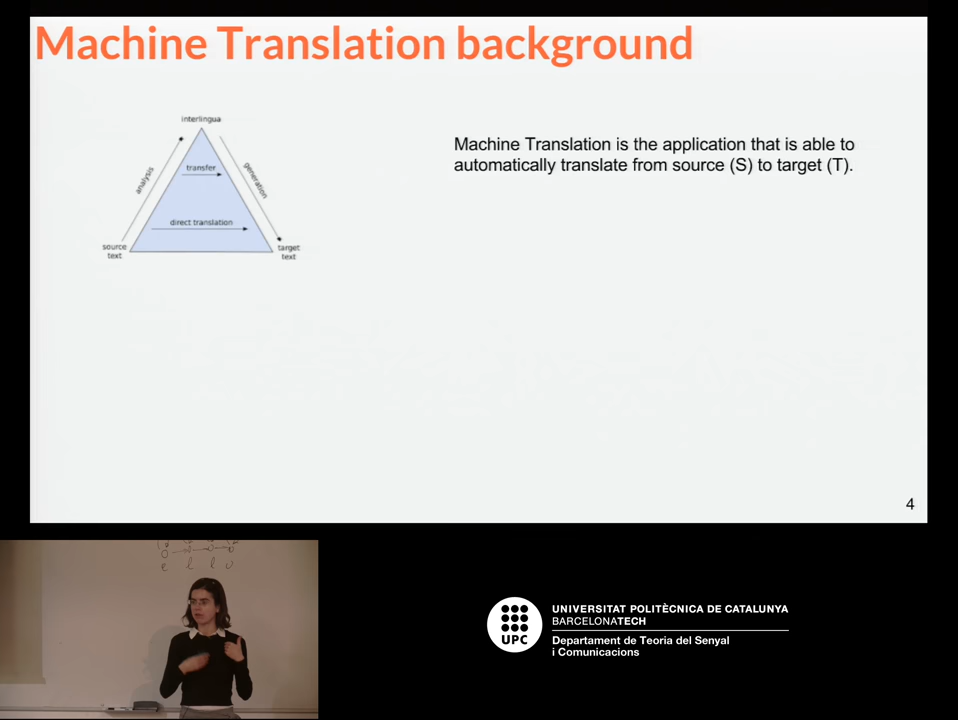 Machine Translation background
interlingua
analysis
transfer
generation
direct translation
source
text
target
text
Machine Translation is the application that is able to
automatically translate from source (S) to target (T).
4
e l l o
UPC
UNIVERSITAT POLITÈCNICA DE CATALUNYA
BARCELONATECH
Departament de Teoria del Senyal
i Comunicacions